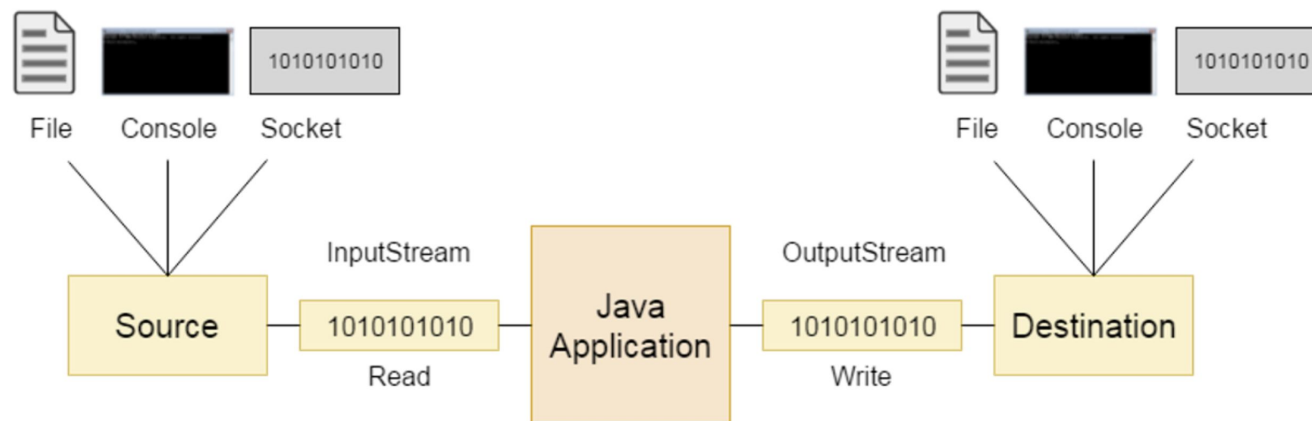 1010101010
1010101010
File Console Socket
File Console Socket
InputStream
OutputStream
Source
1010101010
Java
Application
1010101010
Destination
Read
Write